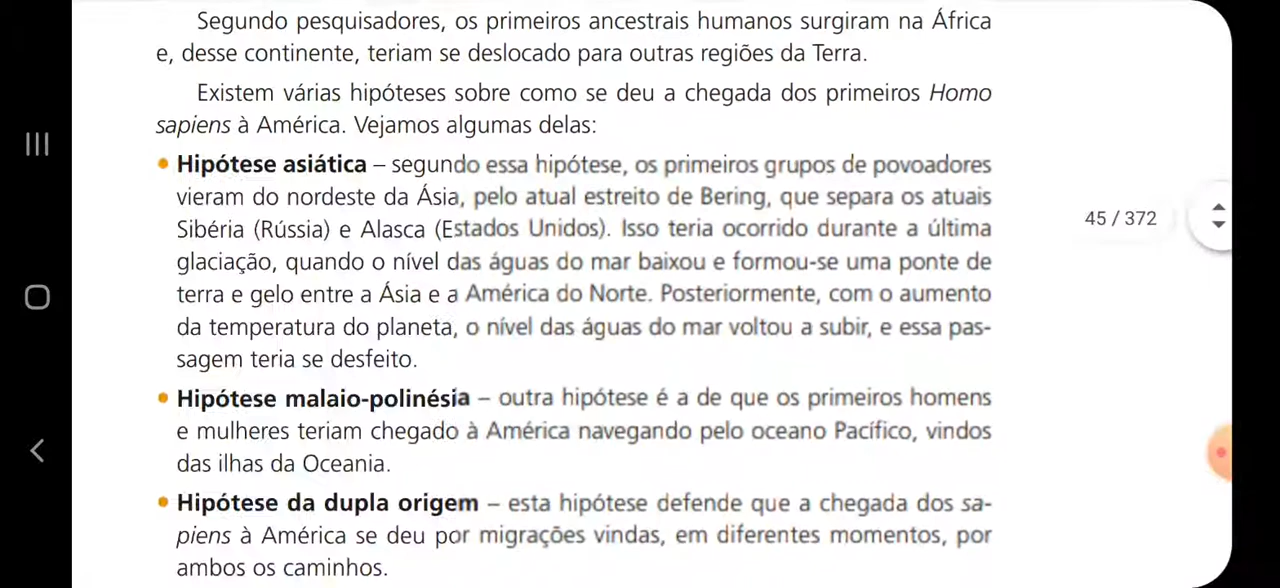 Segundo pesquisadores, os primeiros ancestrais humanos surgiram na África
e, desse continente, teriam se deslocado para outras regiões da Terra.
Existem várias hipóteses sobre como se deu a chegada dos primeiros Homo
sapiens à América. Vejamos algumas delas:
• Hipótese asiática – segundo essa hipótese, os primeiros grupos de povoadores
vieram do nordeste da Ásia, pelo atual estreito de Bering, que separa os atuais
Sibéria (Rússia) e Alasca (Estados Unidos). Isso teria ocorrido durante a última
glaciação, quando o nível das águas do mar baixou e formou-se uma ponte de
terra e gelo entre a Ásia e a América do Norte. Posteriormente, com o aumento
da temperatura do planeta, o nível das águas do mar voltou a subir, e essa pas-
sagem teria se desfeito.
• Hipótese malaio-polinésia – outra hipótese é a de que os primeiros homens
e mulheres teriam chegado à América navegando pelo oceano Pacífico, vindos
das ilhas da Oceania.
• Hipótese da dupla origem – esta hipótese defende que a chegada dos sa-
piens à América se deu por migrações vindas, em diferentes momentos, por
ambos os caminhos.
45 / 372